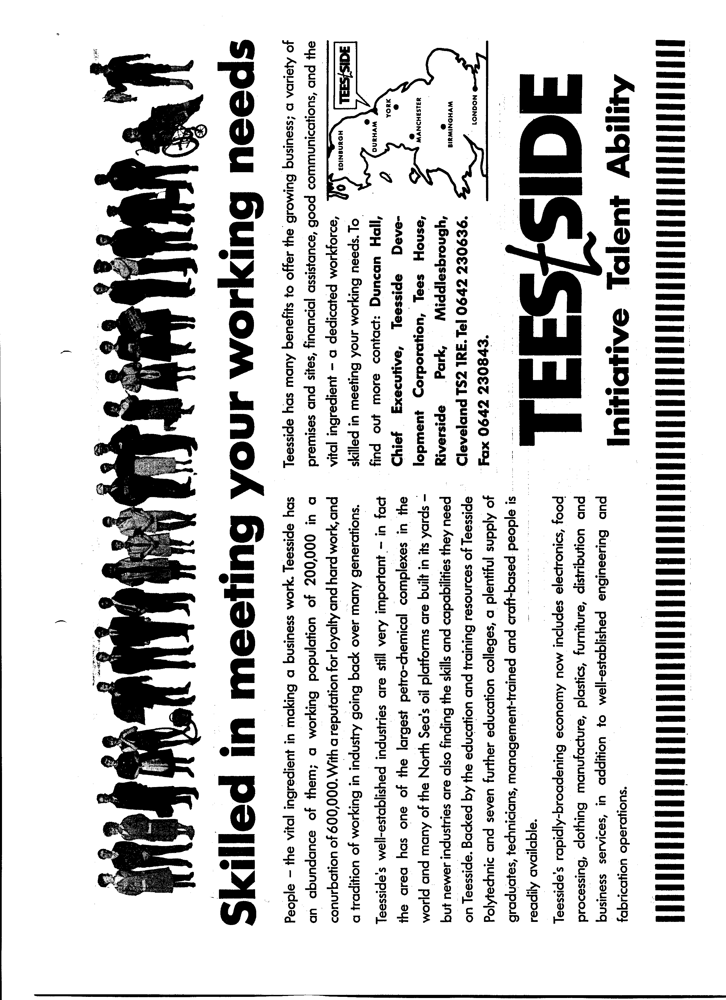 Skilled in meeting your working needs
People – the vital ingredient in making a business work. Teesside has
an abundance of them; a working population of 200,000 in a
conurbation of 600,000. With a reputation for loyalty and hard work, and
a tradition of working in industry going back over many generations.
Teesside's well-established industries are still very important – in fact
the area has one of the largest petro-chemical complexes in the
world and many of the North Sea's oil platforms are built in its yards –
but newer industries are also finding the skills and capabilities they need
on Teesside. Backed by the education and training resources of Teesside
Polytechnic and seven further education colleges, a plentiful supply of
graduates, technicians, management-trained and craft-based people is
readily available.
Teesside's rapidly-broadening economy now includes electronics, food
processing, clothing manufacture, plastics, furniture, distribution and
business services, in addition to well-established engineering and
fabrication operations.
Teesside has many benefits to offer the growing business; a variety of
premises and sites, financial assistance, good communications, and the
vital ingredient – a dedicated workforce,
skilled in meeting your working needs. To
find out more contact: Duncan Hall,
Chief Executive, Teesside Deve-
lopment Corporation, Tees House,
Riverside Park, Middlesbrough,
Cleveland TS2 1RE. Tel 0642 230636.
Fax 0642 230843.
TEES/SIDE
EDINBURGH
DURHAM
YORK
MANCHESTER
BIRMINGHAM
LONDON
TEES/SIDE
Initiative Talent Ability